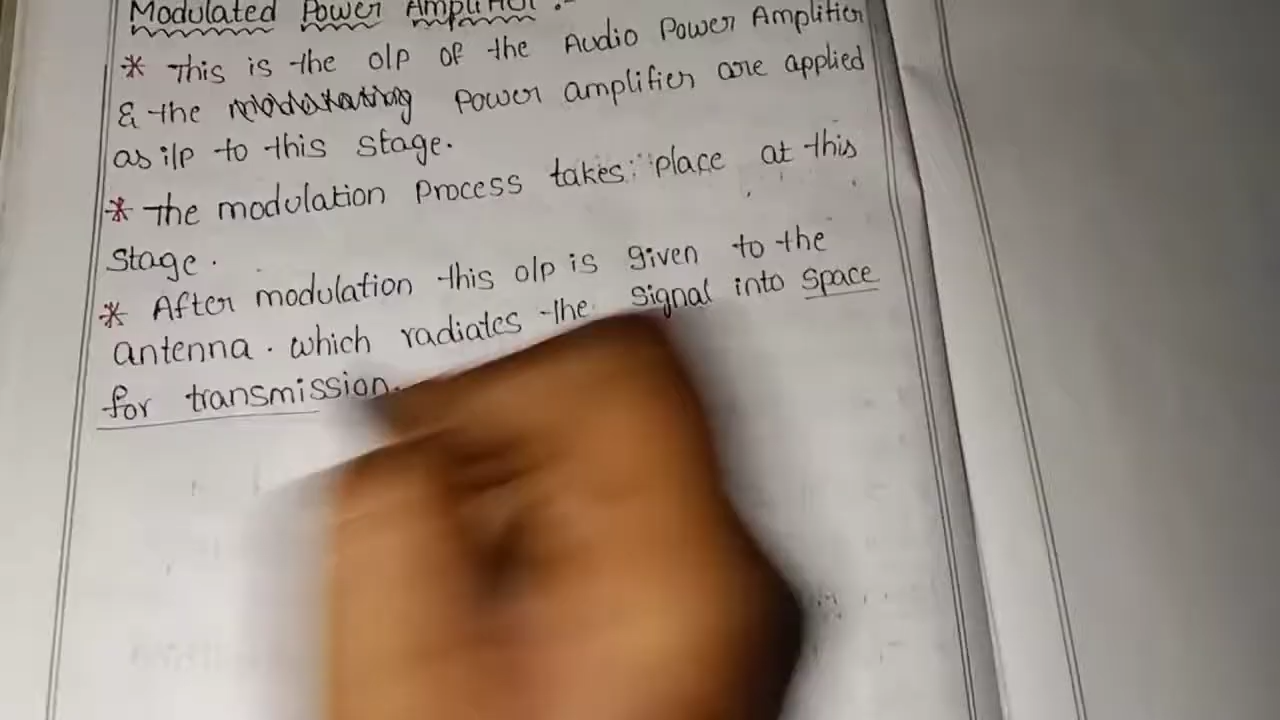 Modulated Power Amplifier :-
* This is the o/p of the Audio Power Amplifier
& the modulating Power amplifier are applied
as i/p to this stage.
* The modulation Process takes place at this
Stage.
* After modulation this o/p is given to the
antenna. which radiates the signal into space
for transmission.